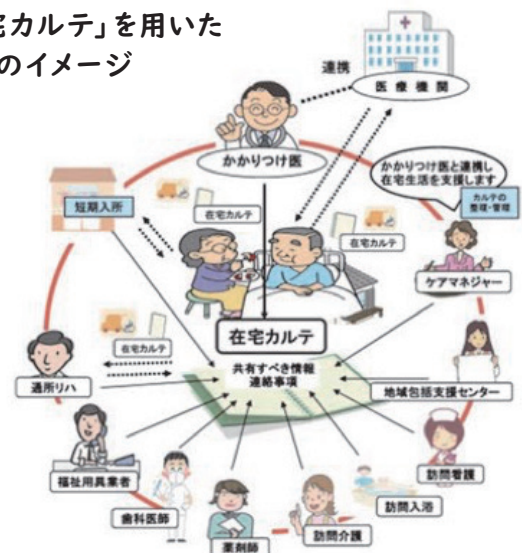 宅カルテ」を用いた
のイメージ
連携
医療機関
かかりつけ医
かかりつけ医と連携し
在宅生活を支援します
カルテの
整理・管理
短期入所
在宅カルテ
在宅カルテ
ケアマネジャー
在宅カルテ
在宅カルテ
共有すべき情報
連絡事項
通所リハ
地域包括支援センター
訪問看護
福祉用具業者
訪問入浴
歯科医師
訪問介護
薬剤師